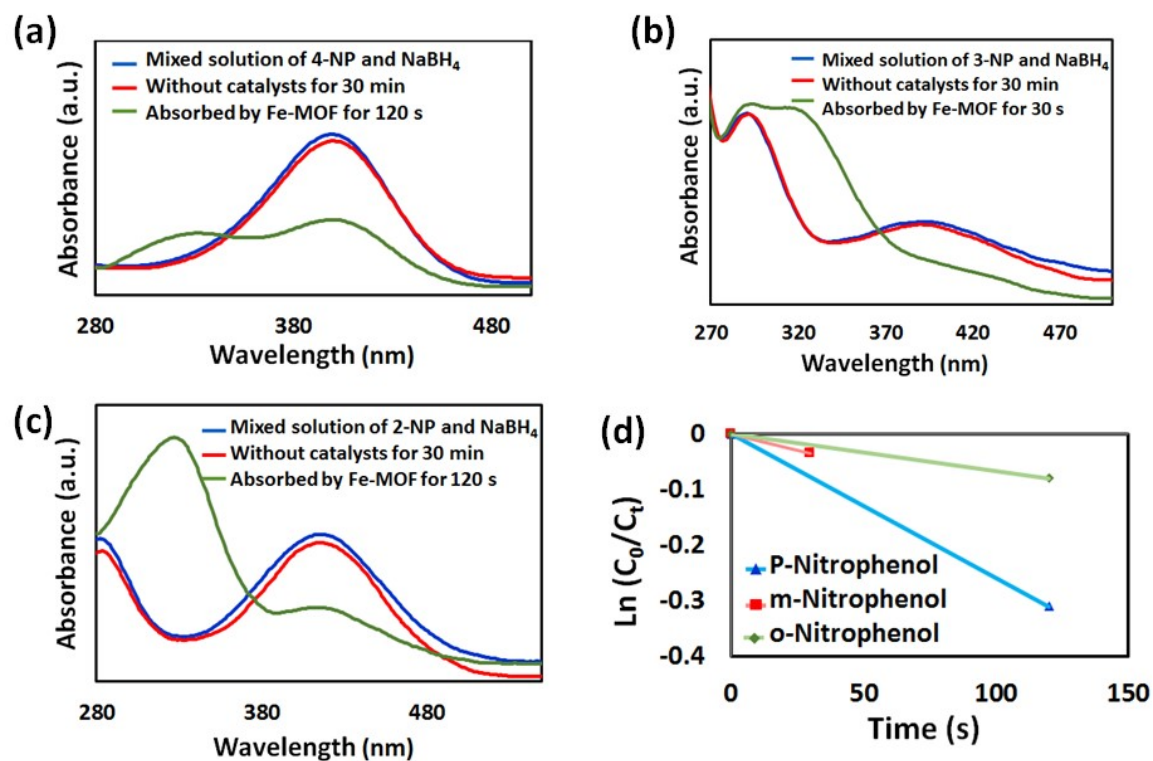 (a)
Mixed solution of 4-NP and NaBH₄
Without catalysts for 30 min
Absorbed by Fe-MOF for 120 s
Absorbance (a.u.)
280 380 480
Wavelength (nm)
(b)
Mixed solution of 3-NP and NaBH₄
Without catalysts for 30 min
Absorbed by Fe-MOF for 30 s
Absorbance (a.u.)
270 320 370 420 470
Wavelength (nm)
(c)
Mixed solution of 2-NP and NaBH₄
Without catalysts for 30 min
Absorbed by Fe-MOF for 120 s
Absorbance (a.u.)
280 380 480
Wavelength (nm)
(d)
0
-0.1
-0.2
-0.3
-0.4
Ln (C₀/Cₜ)
P-Nitrophenol
m-Nitrophenol
o-Nitrophenol
0 50 100 150
Time (s)